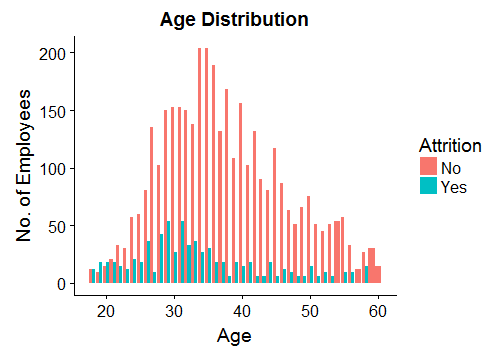 Age Distribution
200
150
100
50
0
No. of Employees
20 30 40 50 60
Age
Attrition
No
Yes